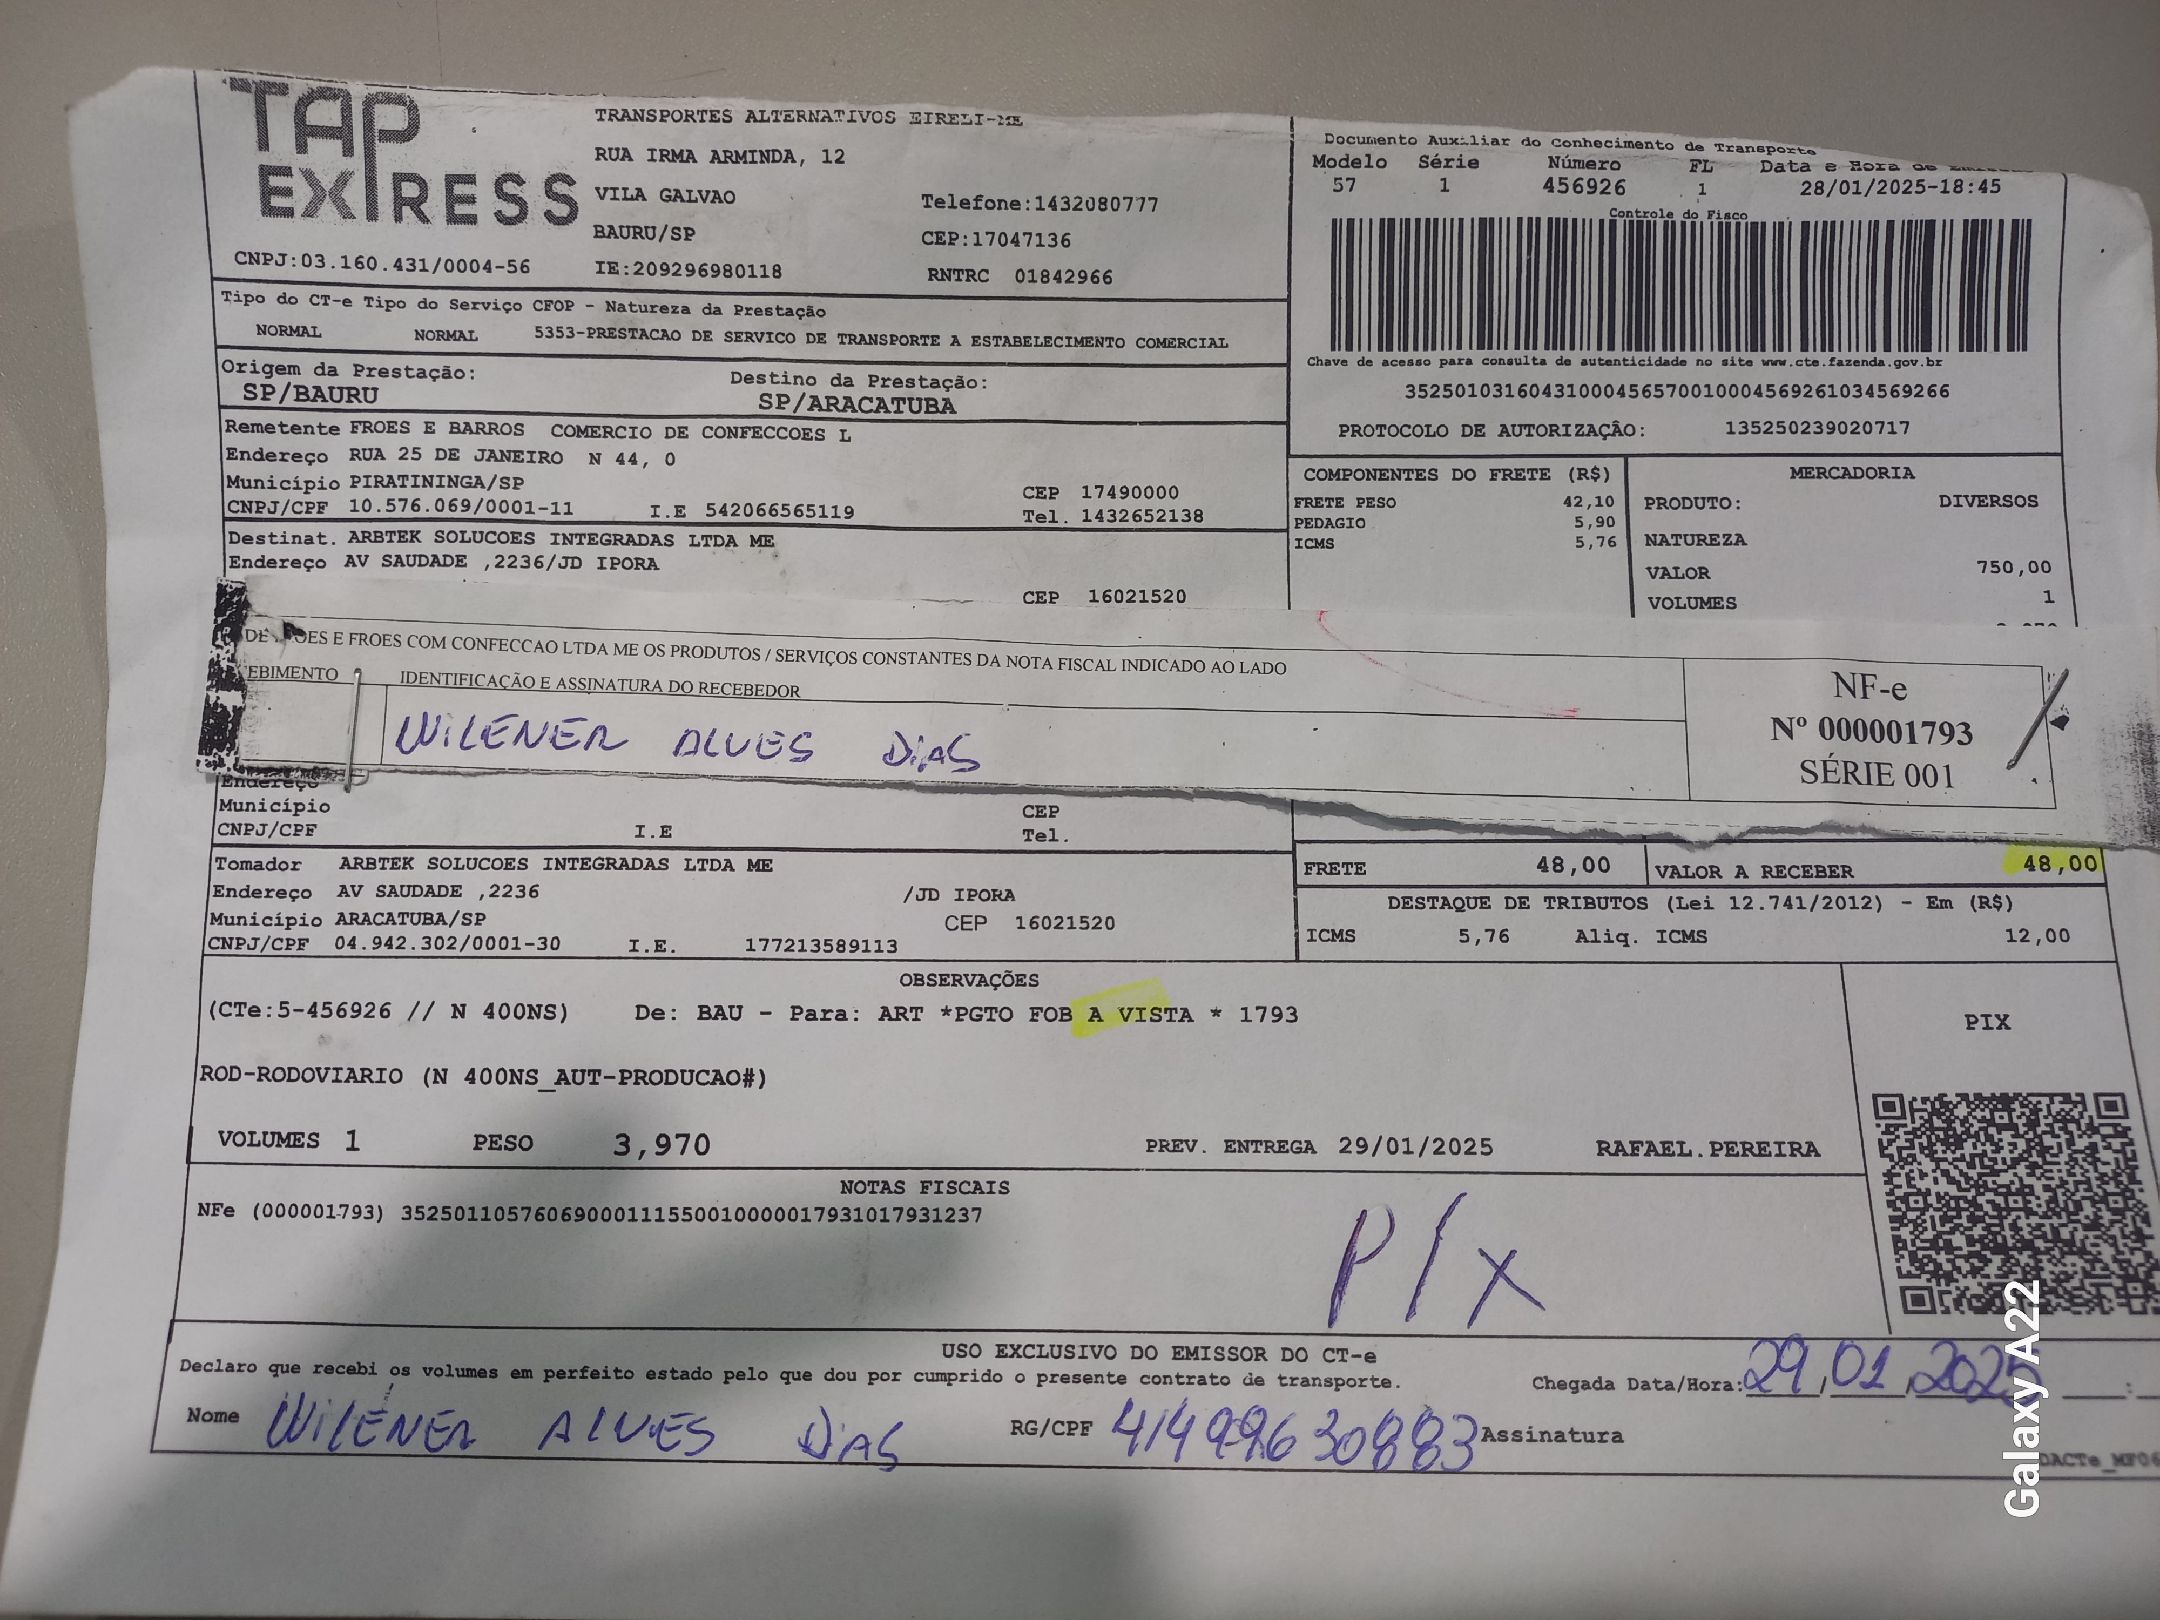 TAP EXPRESS
CNPJ:03.160.431/0004-56
TRANSPORTES ALTERNATIVOS EIRELI-ME
RUA IRMA ARMINDA, 12
VILA GALVAO
BAURU/SP
IE:209296980118
Telefone:1432080777
CEP:17047136
RNTRC 01842966
Documento Auxiliar do Conhecimento de Transporte
Modelo Série Número FL Data e Hora de
57 1 456926 1 28/01/2025-18:45
Controle do Fisco
Chave de acesso para consulta de autenticidade no site www.cte.fazenda.gov.br
35250103160431000456570010004569261034569266
PROTOCOLO DE AUTORIZAÇÃO: 135250239020717
Tipo do CT-e Tipo do Serviço CFOP - Natureza da Prestação
NORMAL NORMAL 5353-PRESTACAO DE SERVICO DE TRANSPORTE A ESTABELECIMENTO COMERCIAL
Origem da Prestação: Destino da Prestação:
SP/BAURU SP/ARACATUBA
Remetente FROES E BARROS COMERCIO DE CONFECCOES L
Endereço RUA 25 DE JANEIRO N 44, 0
Município PIRATININGA/SP CEP 17490000
CNPJ/CPF 10.576.069/0001-11 I.E 542066565119 Tel. 1432652138
Destinat. ARBTEK SOLUCOES INTEGRADAS LTDA ME
Endereço AV SAUDADE ,2236/JD IPORA
CEP 16021520
COMPONENTES DO FRETE (R$)
FRETE PESO 42,10
PEDAGIO 5,90
ICMS 5,76
MERCADORIA
PRODUTO: DIVERSOS
NATUREZA
VALOR 750,00
VOLUMES 1
E FROES COM CONFECCAO LTDA ME OS PRODUTOS / SERVIÇOS CONSTANTES DA NOTA FISCAL INDICADO AO LADO
EBIMENTO IDENTIFICAÇÃO E ASSINATURA DO RECEBEDOR
WILENER ALVES DIAS
NF-e
Nº 000001793
SÉRIE 001
Endereço
Município CEP
CNPJ/CPF I.E Tel.
Tomador ARBTEK SOLUCOES INTEGRADAS LTDA ME
Endereço AV SAUDADE ,2236 /JD IPORA
Município ARACATUBA/SP CEP 16021520
CNPJ/CPF 04.942.302/0001-30 I.E. 177213589113
FRETE 48,00 VALOR A RECEBER 48,00
DESTAQUE DE TRIBUTOS (Lei 12.741/2012) - Em (R$)
ICMS 5,76 Aliq. ICMS 12,00
OBSERVAÇÕES
(CTe:5-456926 // N 400NS) De: BAU - Para: ART *PGTO FOB A VISTA * 1793
ROD-RODOVIARIO (N 400NS_AUT-PRODUCAO#)
PIX
VOLUMES 1 PESO 3,970 PREV. ENTREGA 29/01/2025 RAFAEL.PEREIRA
NOTAS FISCAIS
NFe (000001793) 35250110576069000111550010000017931017931237
PIX
USO EXCLUSIVO DO EMISSOR DO CT-e
Declaro que recebi os volumes em perfeito estado pelo que dou por cumprido o presente contrato de transporte.
Chegada Data/Hora: 29,01,2025 :
Nome WILENER ALVES DIAS RG/CPF 41499630883 Assinatura
DACTe_MF06
Galaxy A22